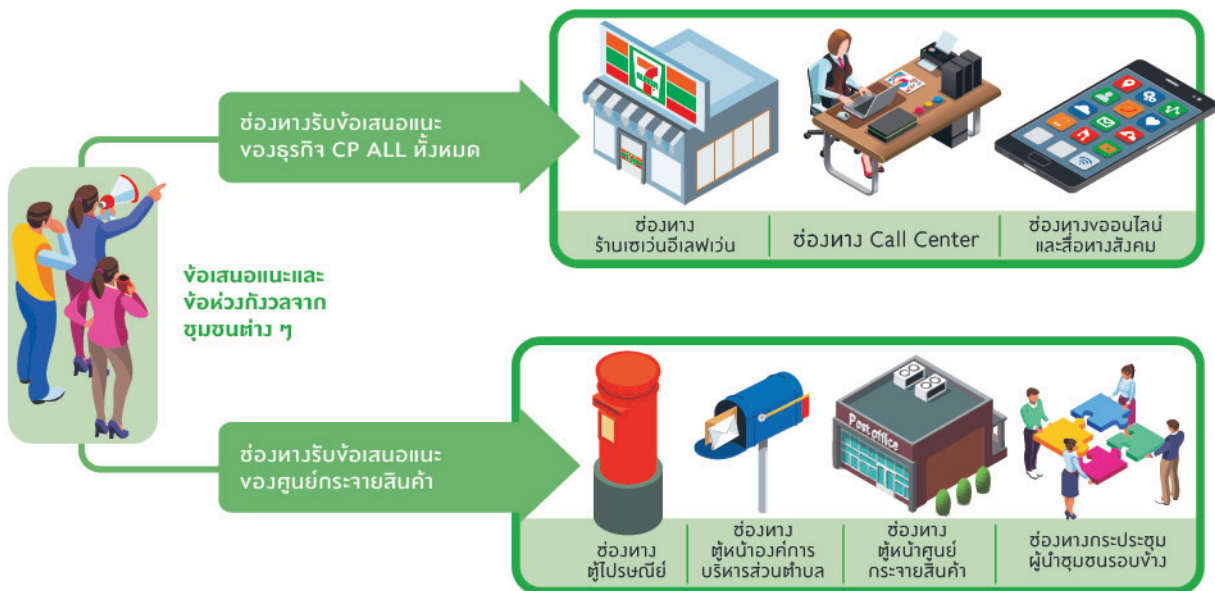 ช่องทางรับข้อเสนอแนะ
ของธุรกิจ CP ALL ทั้งหมด
7
ELEVEN
ช่องทาง
ร้านเซเว่นอีเลฟเว่น
ช่องทาง Call Center
ช่องทางขออนไลน์
และสื่อทางสังคม
ข้อเสนอแนะและ
ข้อห่วงกังวลจาก
ชุมชนต่าง ๆ
ช่องทางรับข้อเสนอแนะ
ของศูนย์กระจายสินค้า
Post office
ช่องทาง
ตู้ไปรษณีย์
ช่องทาง
ตู้หน้าองค์การ
บริหารส่วนตำบล
ช่องทาง
ตู้หน้าศูนย์
กระจายสินค้า
ช่องทางกระประชุม
ผู้นำชุมชนรอบข้าง